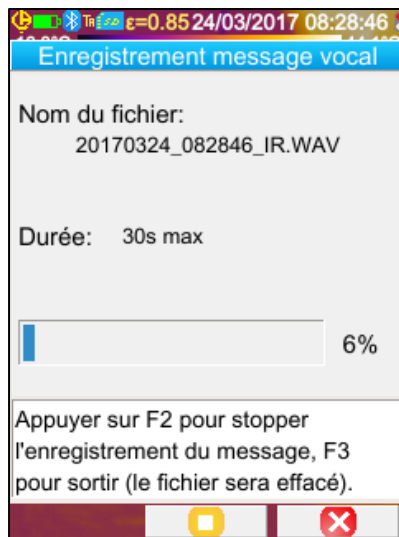 ε=0.85 24/03/2017 08:28:46
Enregistrement message vocal
Nom du fichier:
20170324_082846_IR.WAV
Durée: 30s max
6%
Appuyer sur F2 pour stopper
l'enregistrement du message, F3
pour sortir (le fichier sera effacé).